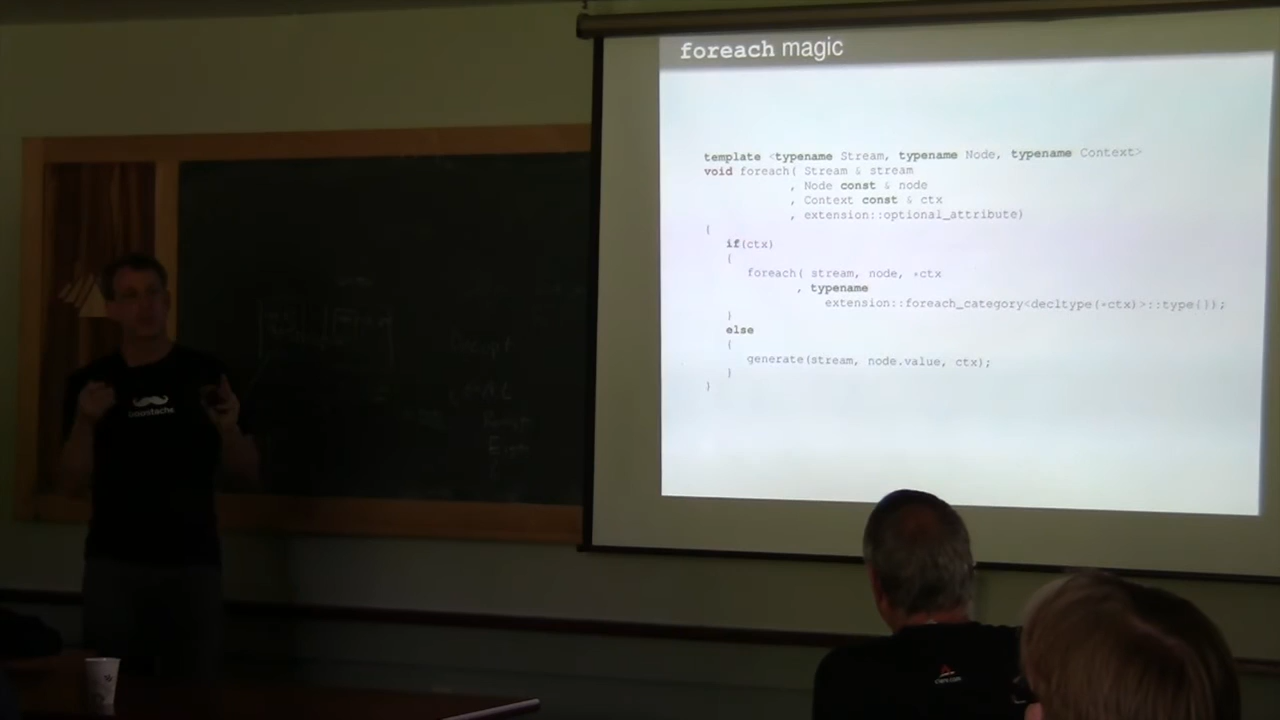 foreach magic
template <typename Stream, typename Node, typename Context>
void foreach( Stream & stream
, Node const & node
, Context const & ctx
, extension::optional_attribute)
{
if(ctx)
{
foreach( stream, node, *ctx
, typename
extension::foreach_category<decltype(*ctx)>::type{});
}
else
{
generate(stream, node.value, ctx);
}
}
boostache